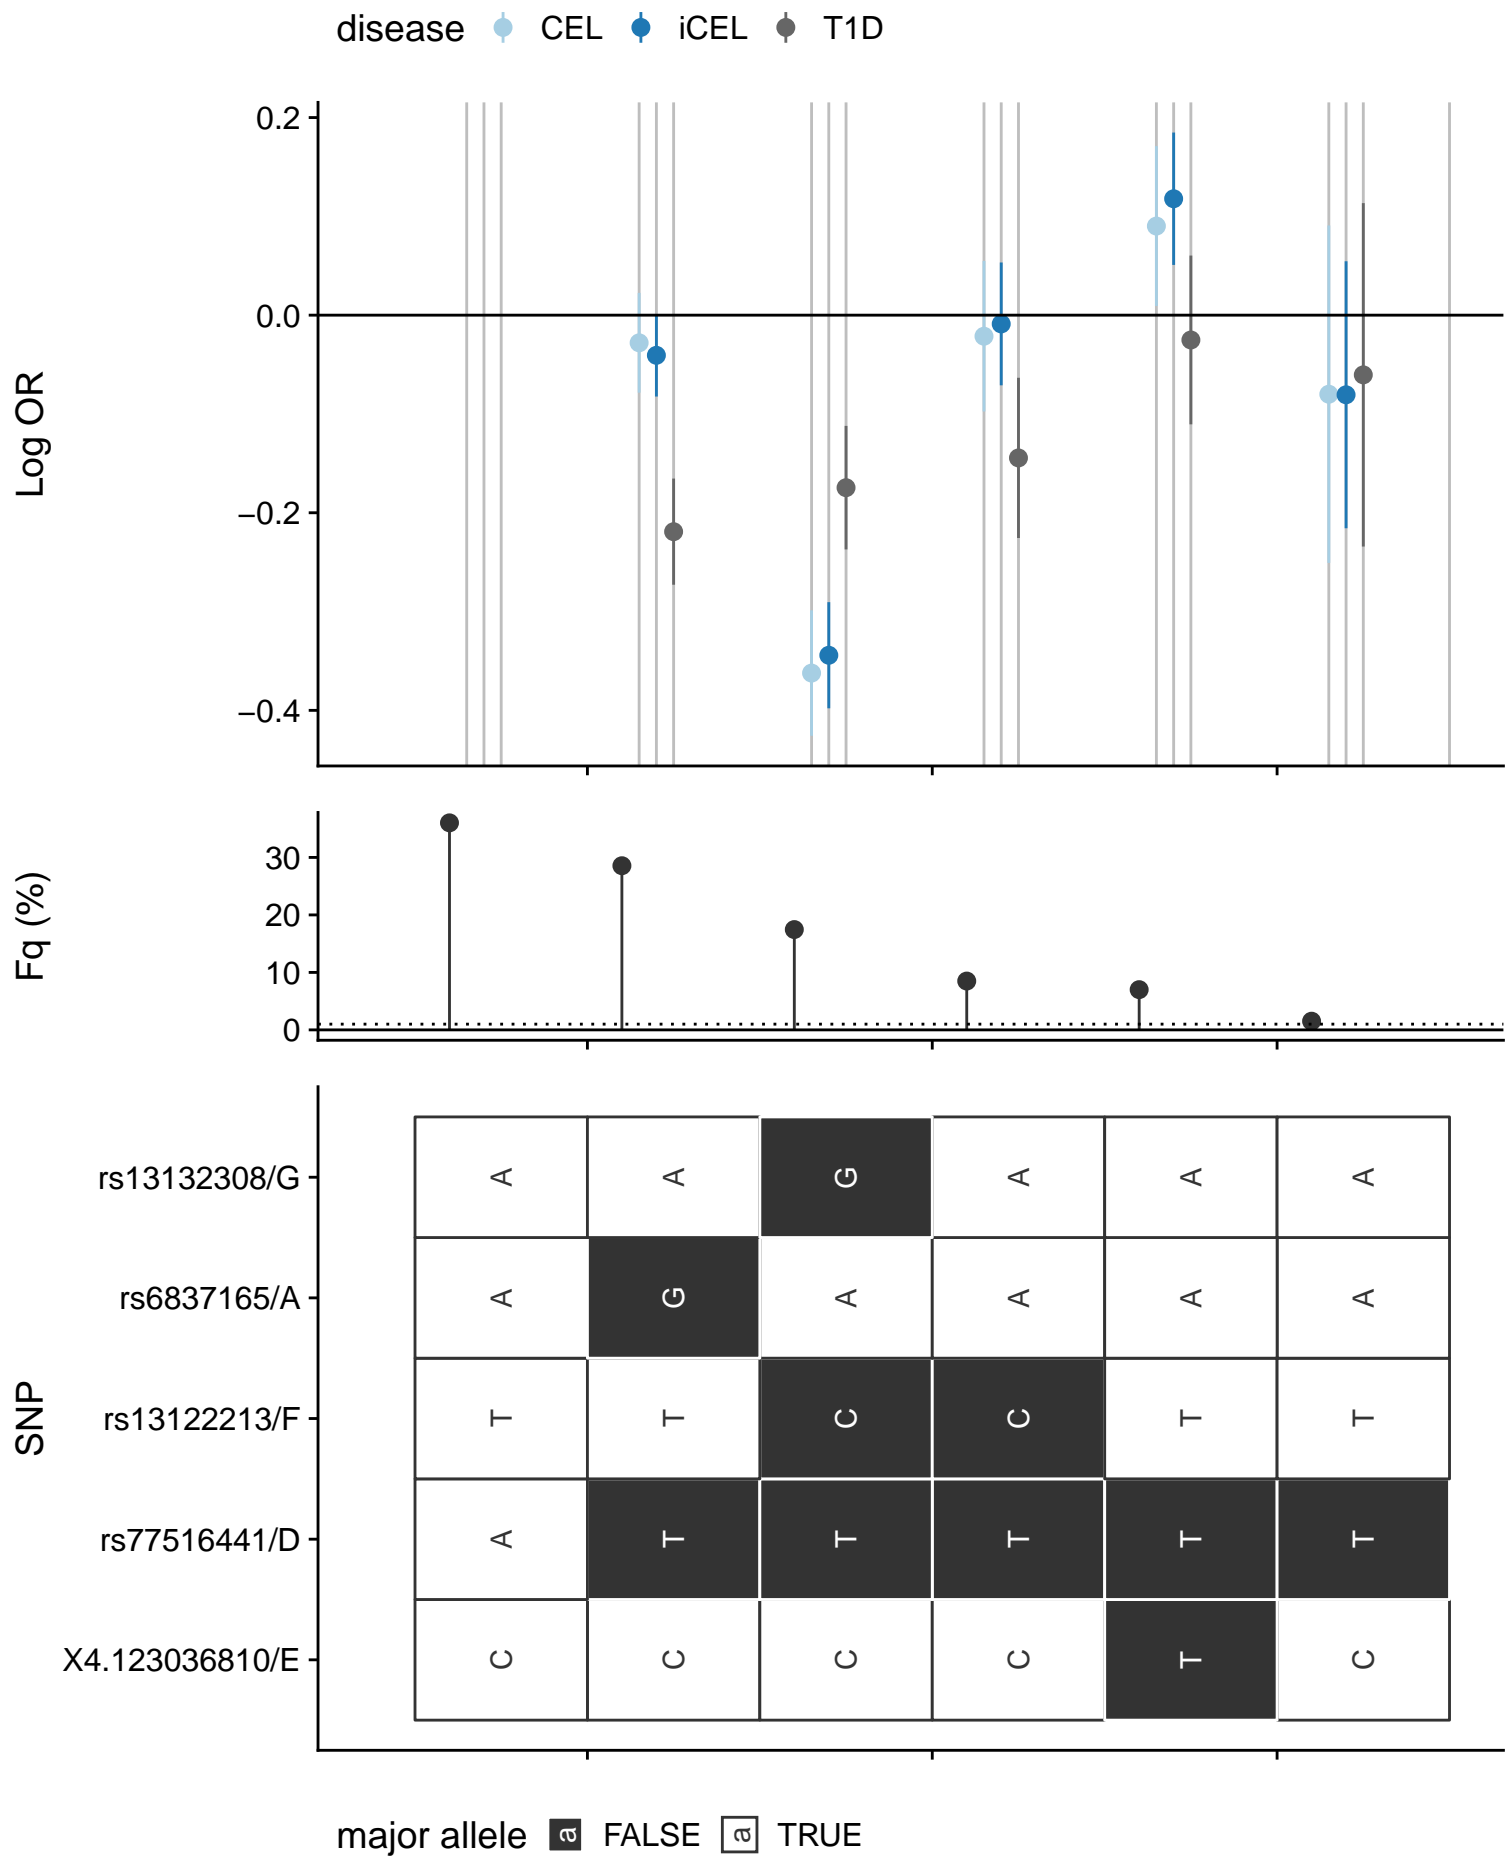 disease CEL iCEL T1D
0.2
0.0
−0.2
−0.4
Log OR
30
20
10
0
Fq (%)
SNP
rs13132308/G A A G A A A
rs6837165/A A G A A A A
rs13122213/F T T C C T T
rs77516441/D A T T T T T
X4.123036810/E C C C C T C
major allele a FALSE a TRUE